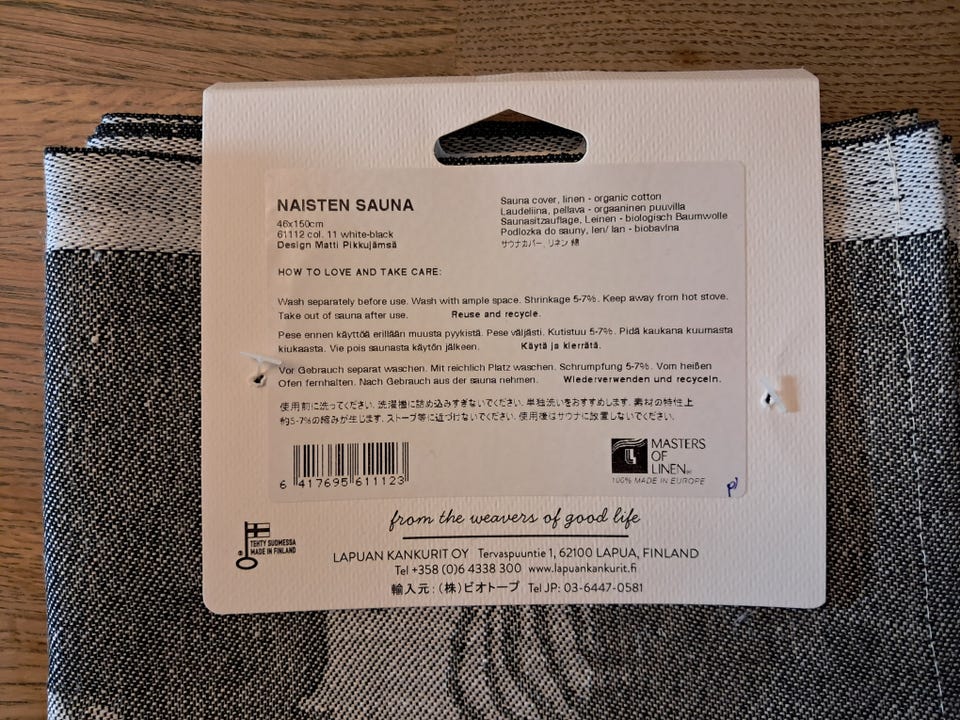 NAISTEN SAUNA
46x150cm
61112 col. 11 white-black
Design Matti Pikkujämsä
Sauna cover, linen - organic cotton
Laudeliina, pellava - orgaaninen puuvilla
Saunasitzauflage, Leinen - biologisch Baumwolle
Podlozka do sauny, len/ lan - biobavlna
サウナカバー, リネン 綿
HOW TO LOVE AND TAKE CARE:
Wash separately before use. Wash with ample space. Shrinkage 5-7%. Keep away from hot stove.
Take out of sauna after use. Reuse and recycle.
Pese ennen käyttöä erillään muusta pyykistä. Pese väljästi. Kutistuu 5-7%. Pidä kaukana kuumasta
kiukaasta. Vie pois saunasta käytön jälkeen. Käytä ja kierrätä.
Vor Gebrauch separat waschen. Mit reichlich Platz waschen. Schrumpfung 5-7%. Vom heißen
Ofen fernhalten. Nach Gebrauch aus der sauna nehmen. Wiederverwenden und recyceln.
使用前に洗ってください. 洗濯機に詰め込みすぎないでください. 単独洗いをおすすめします. 素材の特性上
約5-7%の縮みが生じます. ストーブ等に近づけないでください. 使用後はサウナに放置しないでください.
6 417695 611123
MASTERS
OF
LINEN®
100% MADE IN EUROPE
from the weavers of good life
TEHTY SUOMESSA
MADE IN FINLAND
LAPUAN KANKURIT OY Tervaspuuntie 1, 62100 LAPUA, FINLAND
Tel +358 (0)6 4338 300 www.lapuankankurit.fi
輸入元:(株)ビオトープ Tel JP: 03-6447-0581